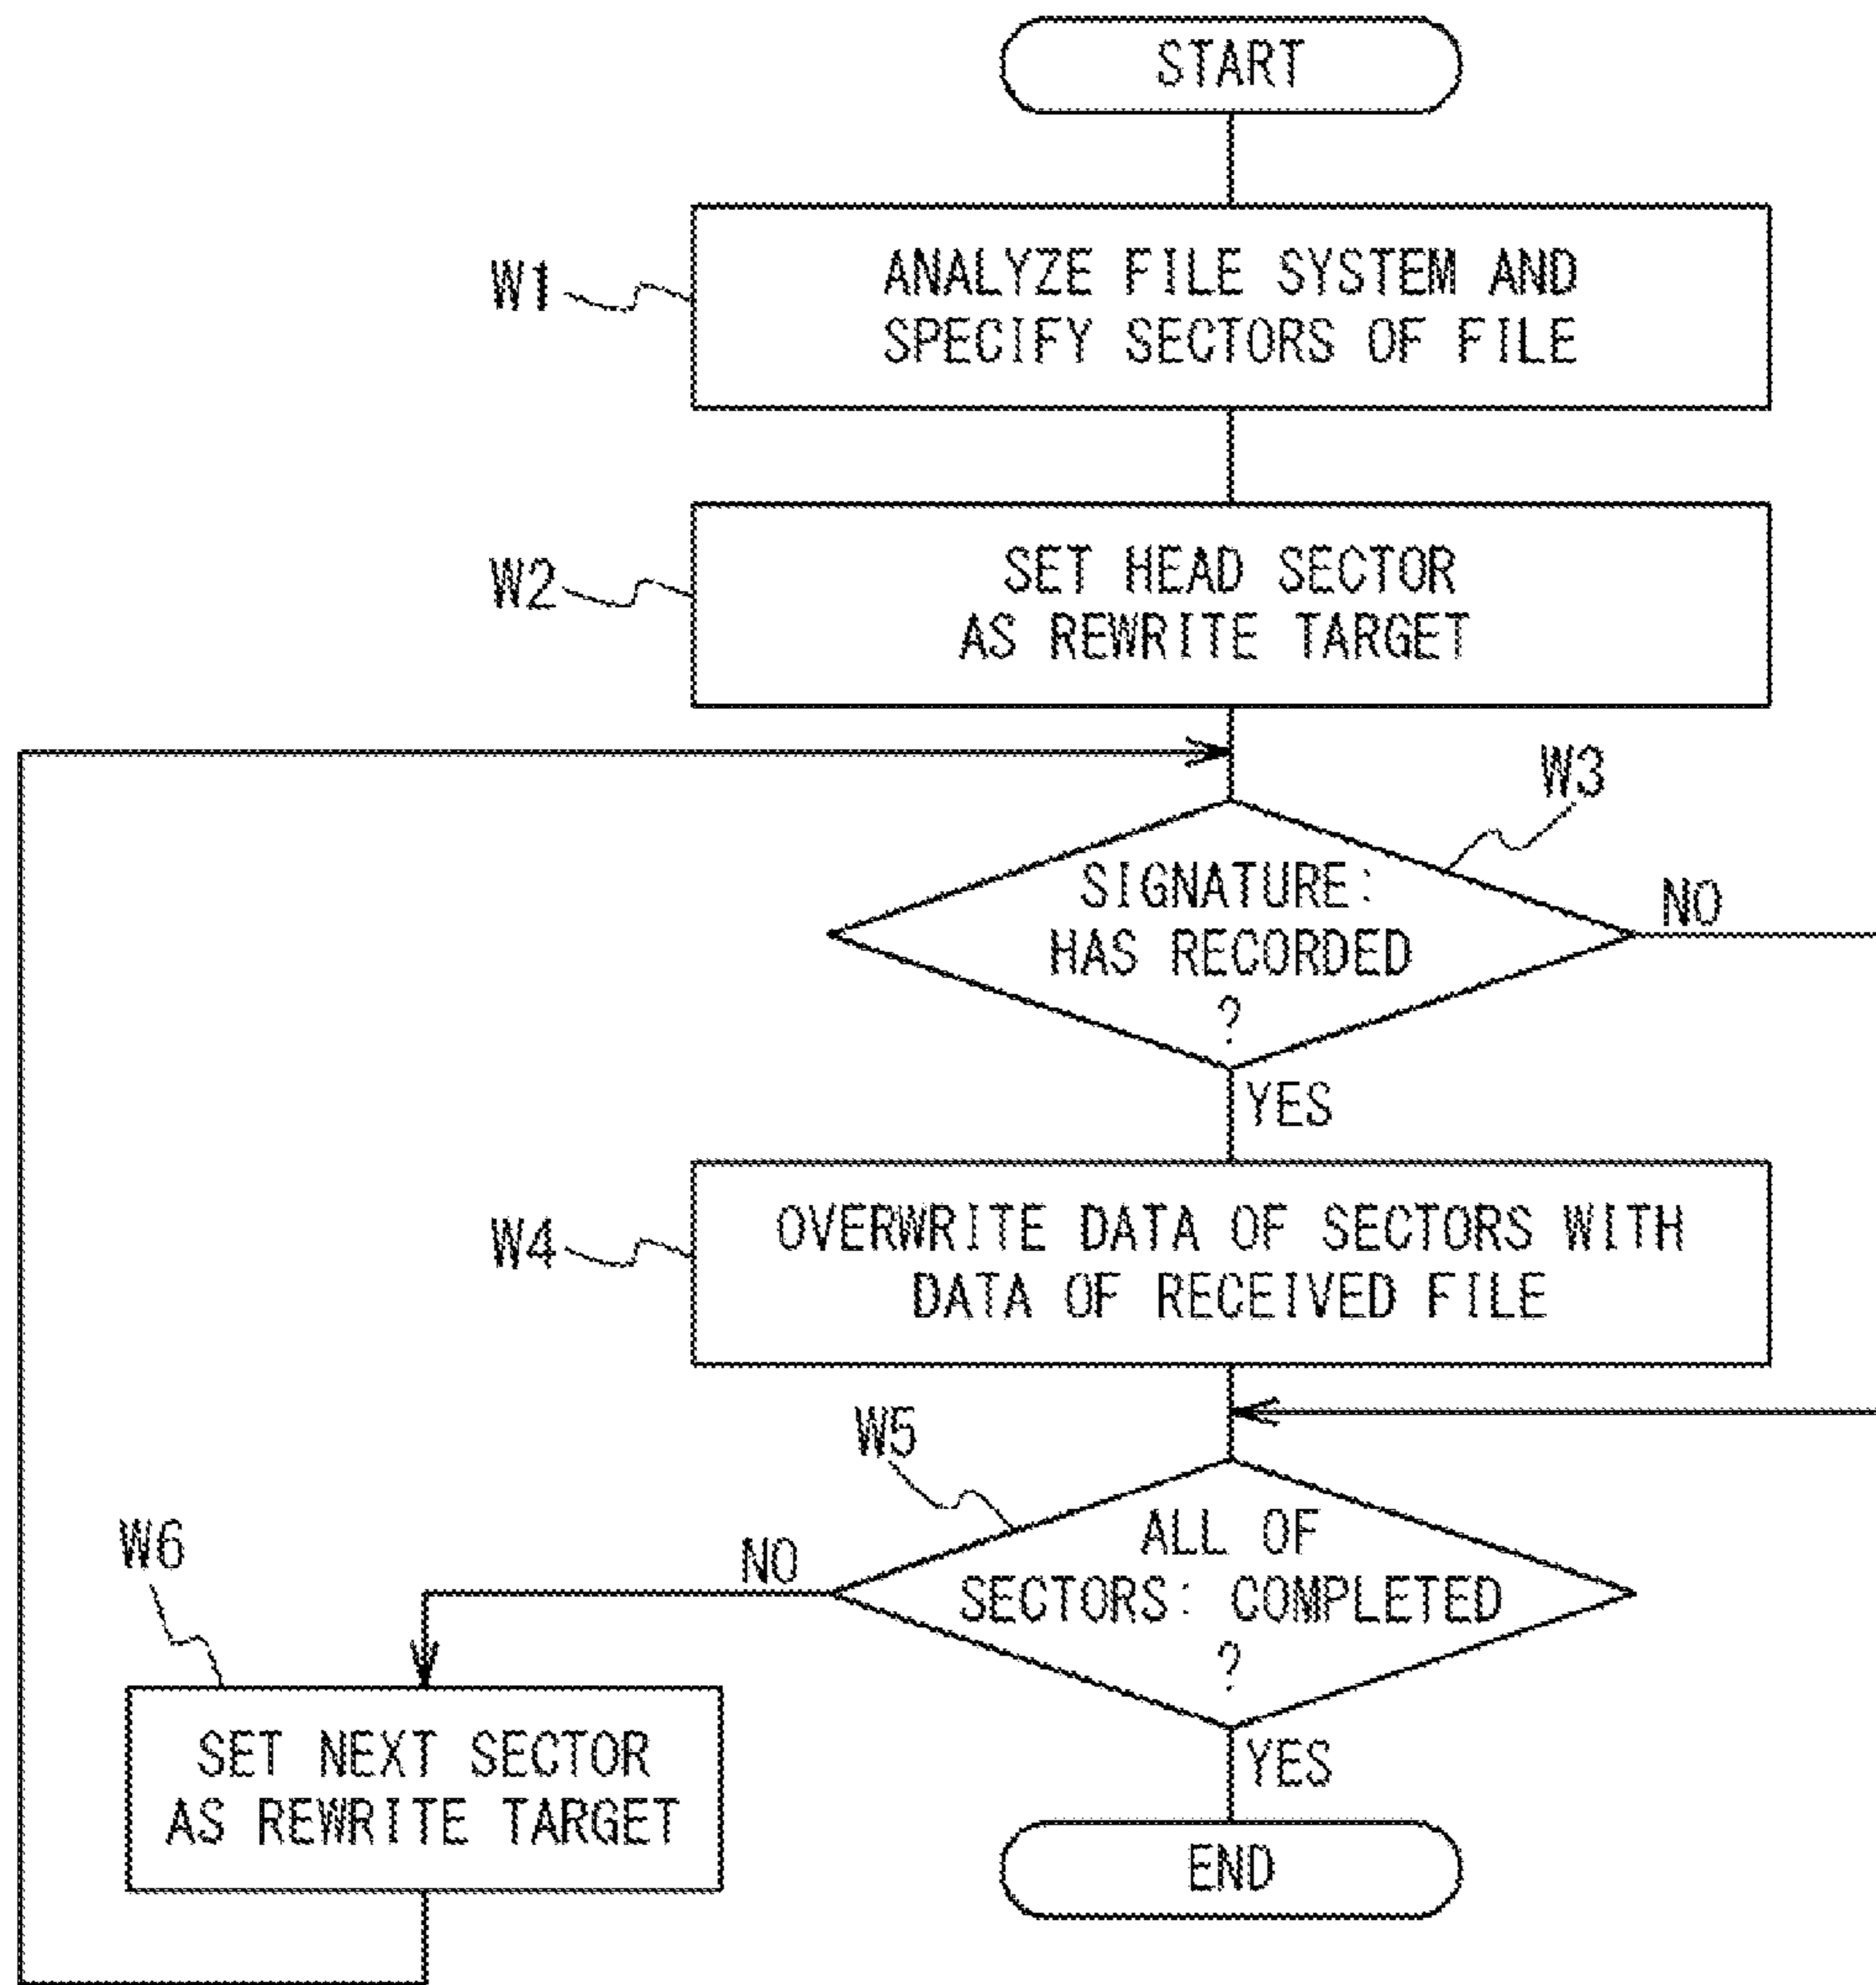 START
W1
ANALYZE FILE SYSTEM AND
SPECIFY SECTORS OF FILE
W2
SET HEAD SECTOR
AS REWRITE TARGET
W3
SIGNATURE:
HAS RECORDED
?
NO
YES
W4
OVERWRITE DATA OF SECTORS WITH
DATA OF RECEIVED FILE
W5
ALL OF
SECTORS: COMPLETED
?
NO
W6
YES
SET NEXT SECTOR
AS REWRITE TARGET
END